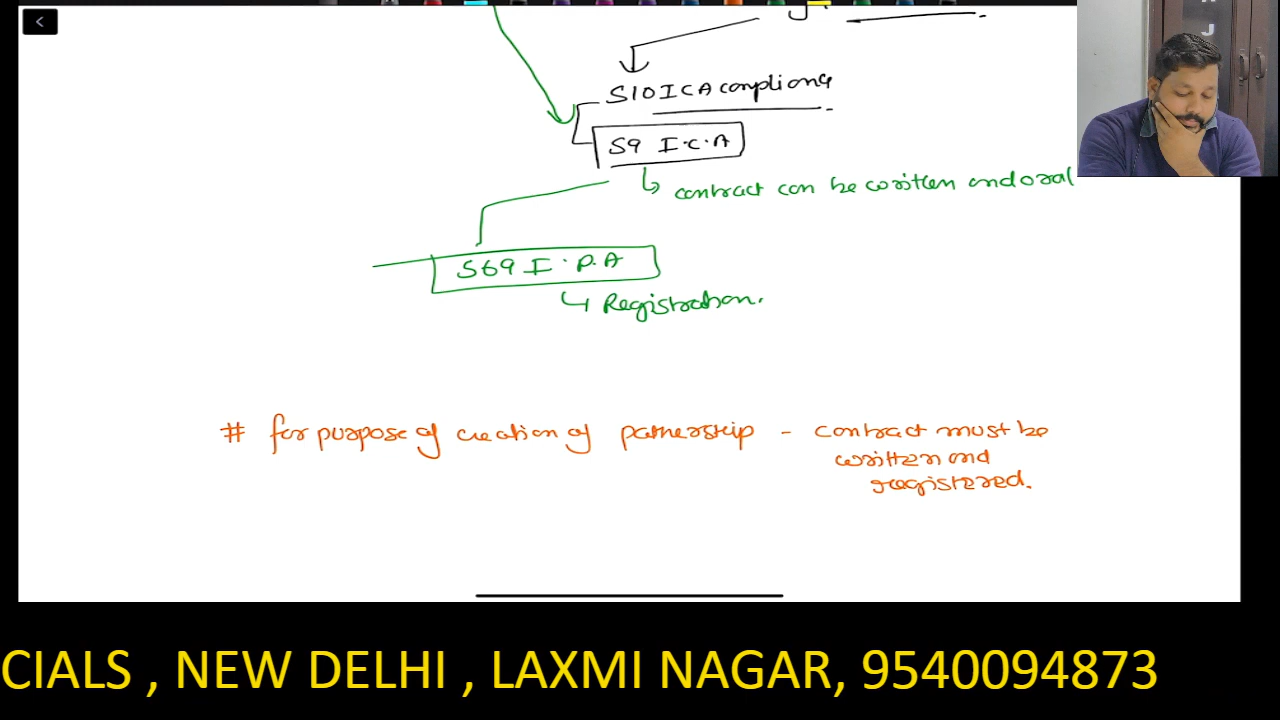 S10 I C A compliance
S9 I.C.A
contract can be written and oral
S69 I.P.A
Registration.
# for purpose of creation of partnership - contract must be
written and
registered.
CIALS , NEW DELHI , LAXMI NAGAR, 9540094873